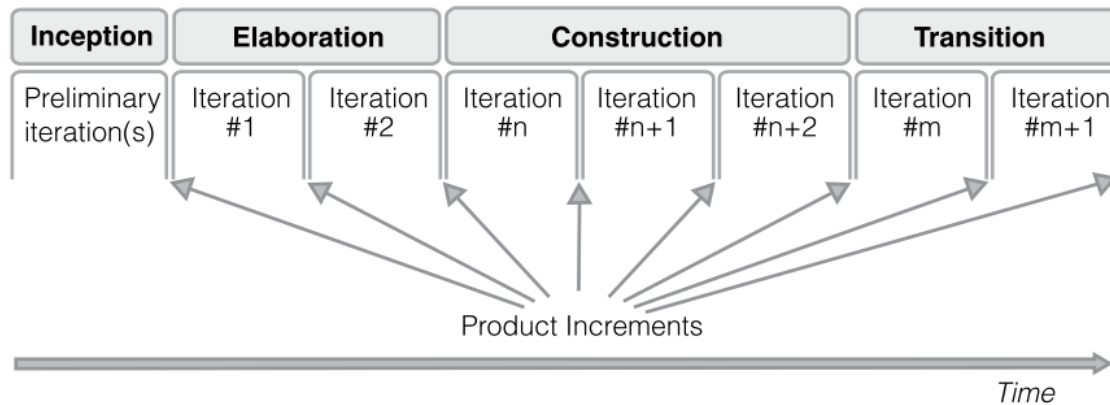 Inception Elaboration Construction Transition
Preliminary iteration(s)
Iteration #1
Iteration #2
Iteration #n
Iteration #n+1
Iteration #n+2
Iteration #m
Iteration #m+1
Product Increments
Time